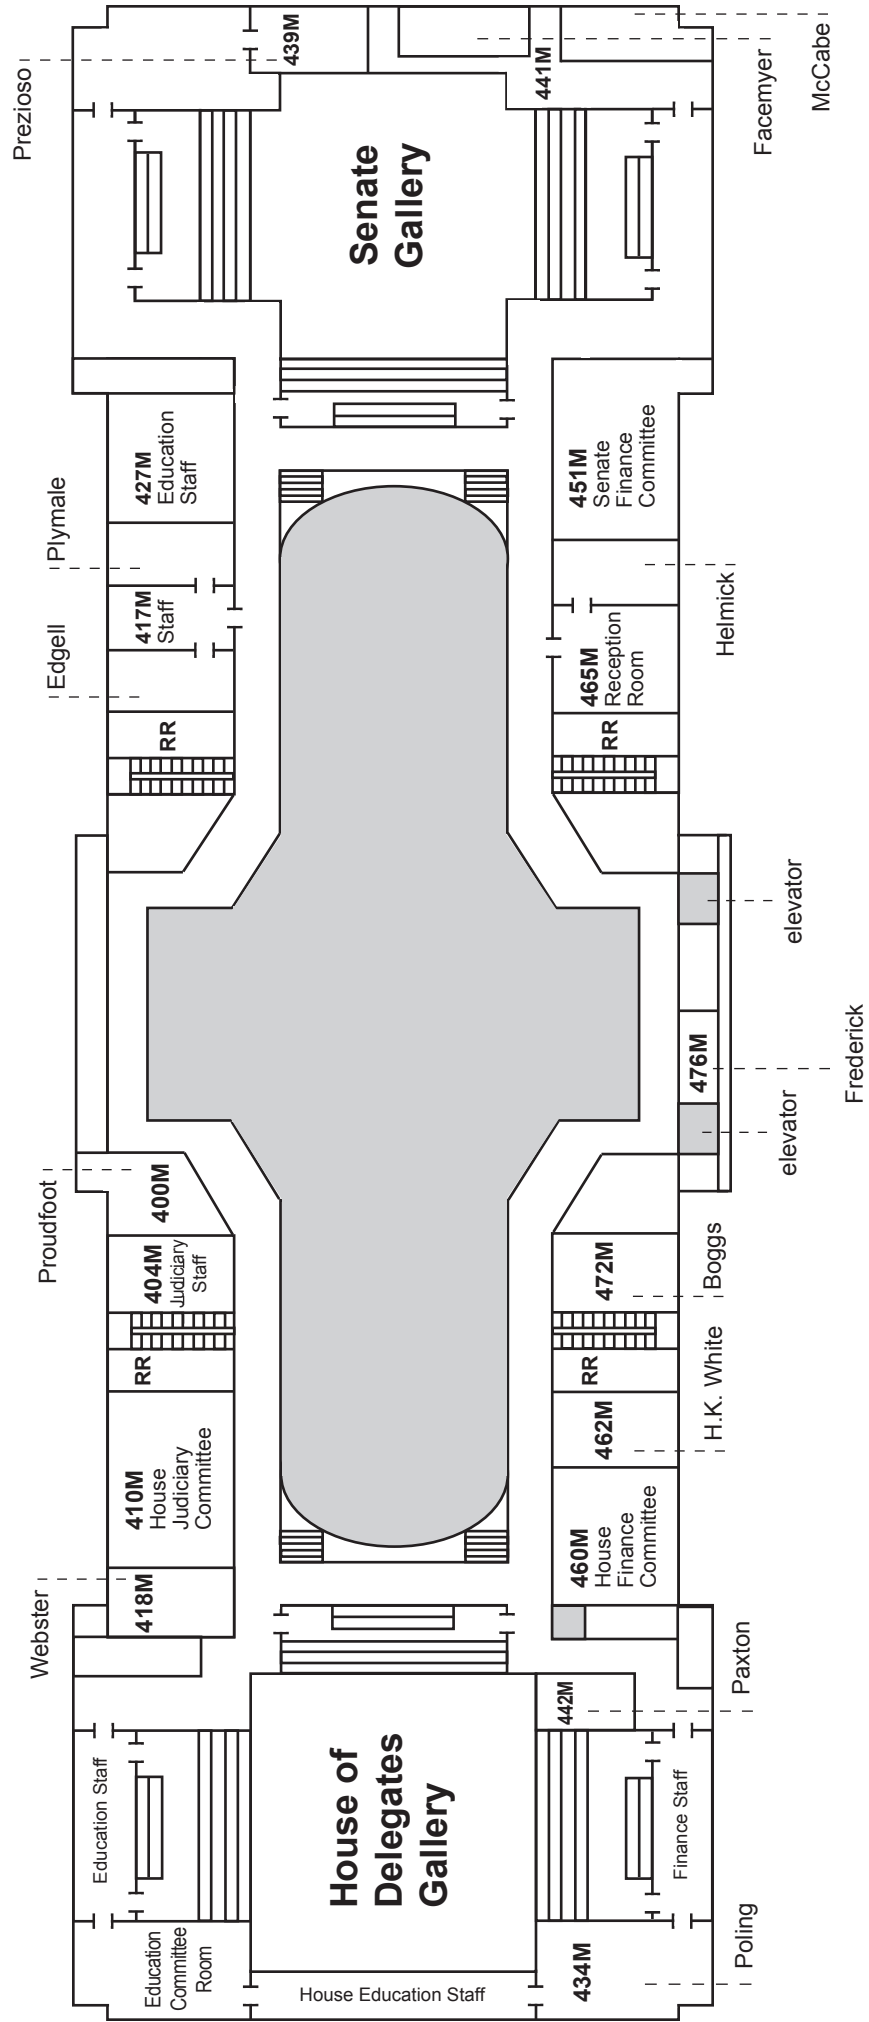 Prezioso
439M
441M
Facemyer
McCabe
Senate
Gallery
Plymale
427M
Education
Staff
417M
Staff
Edgell
RR
451M
Senate
Finance
Committee
Helmick
465M
Reception
Room
RR
elevator
476M
Frederick
elevator
Proudfoot
400M
404M
Judiciary
Staff
RR
410M
House
Judiciary
Committee
418M
Webster
472M
Boggs
RR
H.K. White
462M
460M
House
Finance
Committee
442M
Paxton
House of
Delegates
Gallery
Education Staff
Education
Committee
Room
House Education Staff
Finance Staff
434M
Poling